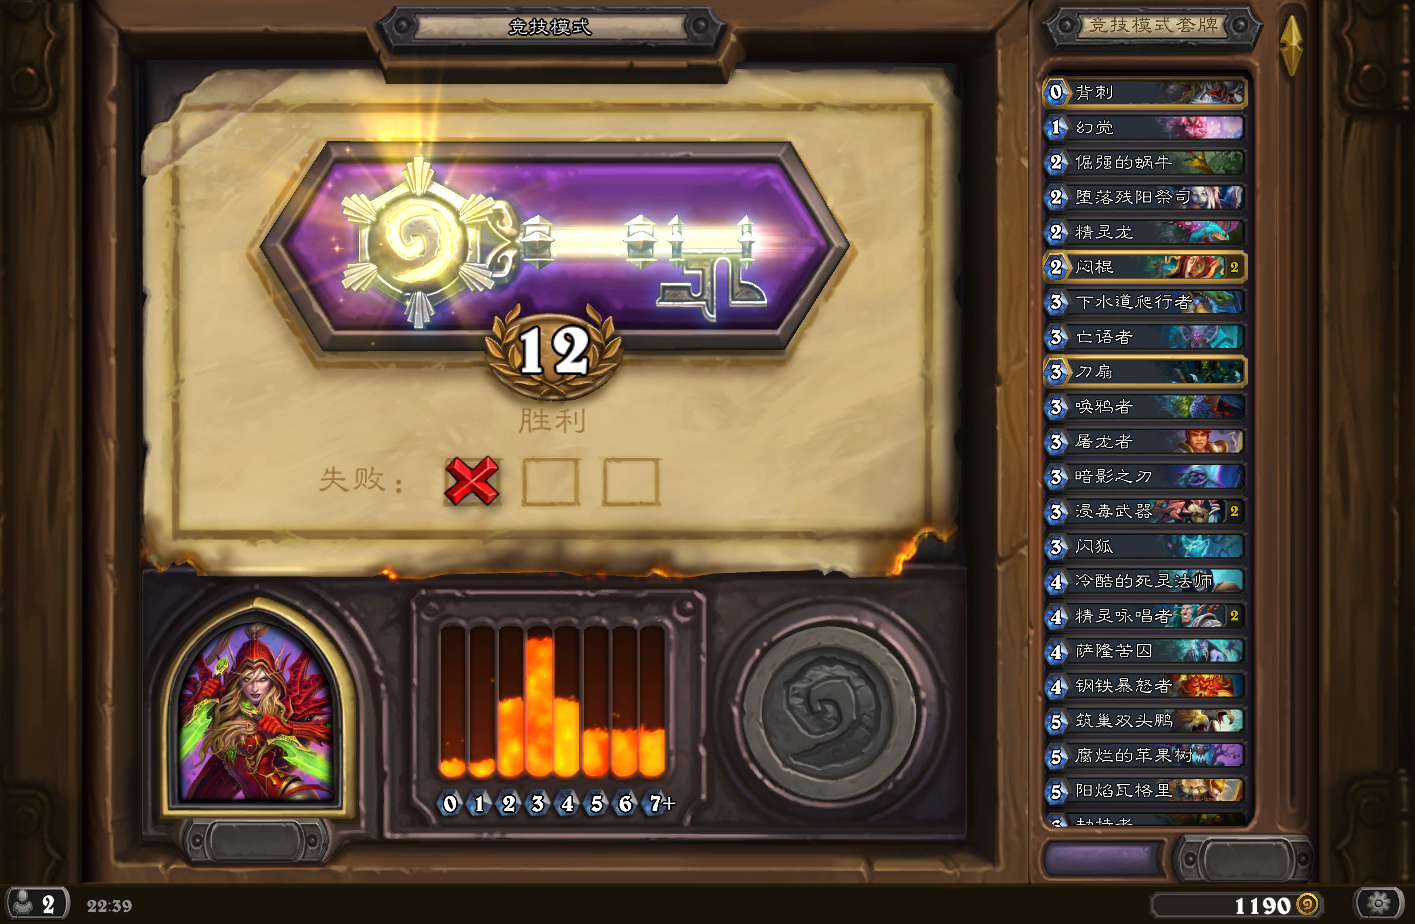 竞技模式
12
胜利
失败：
0 1 2 3 4 5 6 7+
竞技模式套牌
0 背刺
1 幻觉
2 倔强的蜗牛
2 堕落残阳祭司
2 精灵龙
2 闷棍 2
3 下水道爬行者
3 亡语者
3 刀扇
3 唤鸦者
3 屠龙者
3 暗影之刃
3 浸毒武器 2
3 闪狐
4 冷酷的死灵法师
4 精灵咏唱者 2
4 萨隆苦囚
4 钢铁暴怒者
5 筑巢双头鹏
5 腐烂的苹果树
5 阳焰瓦格里
2
22:39
1190